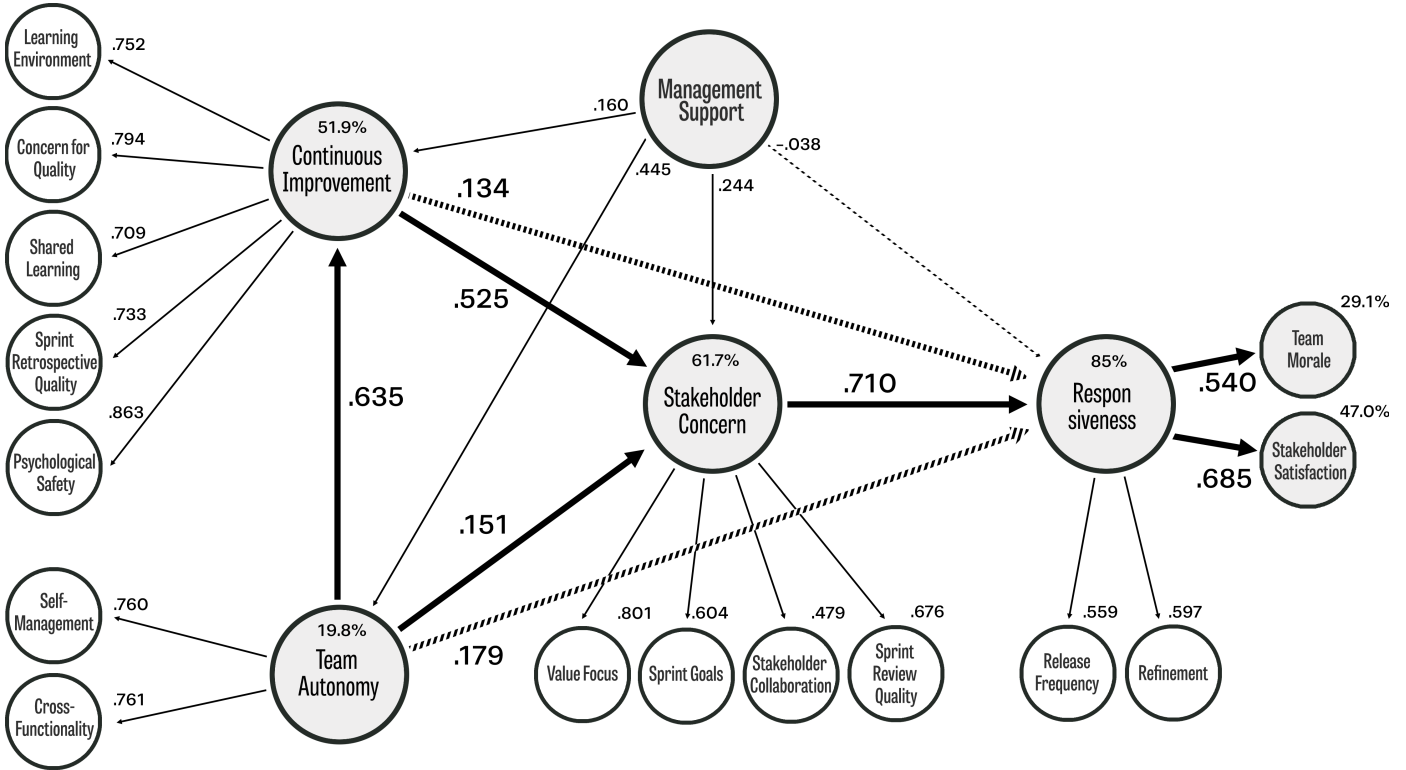 Learning
Environment
.752
Concern for
Quality
.794
Shared
Learning
.709
Sprint
Retrospective
Quality
.733
Psychological
Safety
.863
51.9%
Continuous
Improvement
Management
Support
.160
.445
.244
-.038
.134
.525
.635
.151
.179
Self-
Management
.760
Cross-
Functionality
.761
19.8%
Team
Autonomy
61.7%
Stakeholder
Concern
.710
85%
Respon
siveness
.540
.685
29.1%
Team
Morale
47.0%
Stakeholder
Satisfaction
.801
Value Focus
.604
Sprint Goals
.479
Stakeholder
Collaboration
.676
Sprint
Review
Quality
.559
Release
Frequency
.597
Refinement